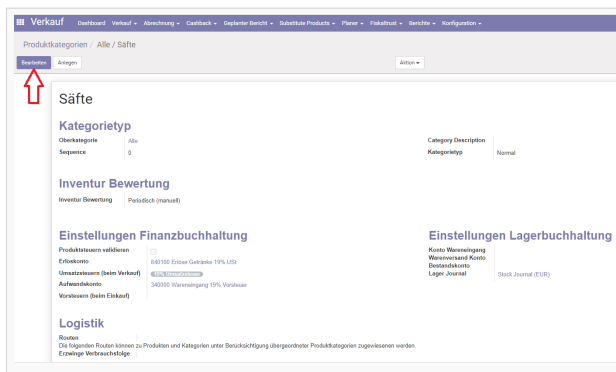 Verkauf Dashboard Verkauf Abrechnung Cashback Geplanter Bericht Substitute Products Planer Fiskaltrust Berichte Konfiguration
Produktkategorien / Alle / Säfte
Bearbeiten Anlegen Aktion
Säfte
Kategorietyp
Oberkategorie Alle Category Description
Sequence 0 Kategorietyp Normal
Inventur Bewertung
Inventur Bewertung Periodisch (manuell)
Einstellungen Finanzbuchhaltung Einstellungen Lagerbuchhaltung
Produktsteuern validieren Konto Wareneingang
Erlöskonto 840100 Erlöse Getränke 19% USt Warenversand Konto
Bestandskonto
Umsatzsteuern (beim Verkauf) 19% Umsatzsteuer Lager Journal Stock Journal (EUR)
Aufwandskonto 340000 Wareneingang 19% Vorsteuer
Vorsteuern (beim Einkauf)
Logistik
Routen
Die folgenden Routen können zu Produkten und Kategorien unter Berücksichtigung übergeordneter Produktkategorien zugewiesenen werden.
Erzwinge Verbrauchsfolge